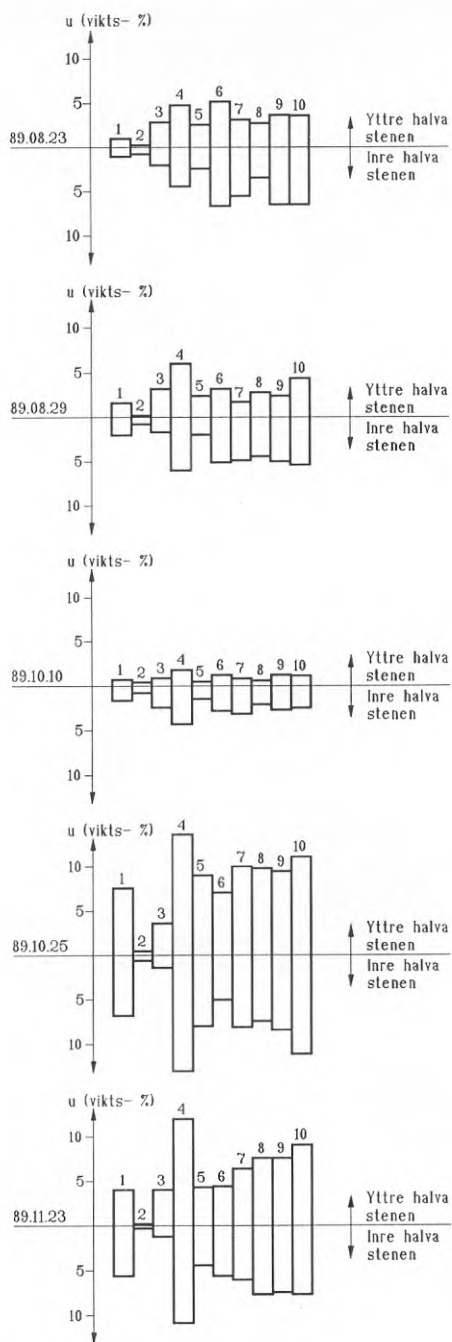 u (vikts- %)
10
5
5
10
89.08.23
1 2 3 4 5 6 7 8 9 10
Yttre halva
stenen
Inre halva
stenen
u (vikts- %)
10
5
5
10
89.08.29
1 2 3 4 5 6 7 8 9 10
Yttre halva
stenen
Inre halva
stenen
u (vikts- %)
10
5
5
10
89.10.10
1 2 3 4 5 6 7 8 9 10
Yttre halva
stenen
Inre halva
stenen
u (vikts- %)
10
5
5
10
89.10.25
1 2 3 4 5 6 7 8 9 10
Yttre halva
stenen
Inre halva
stenen
u (vikts- %)
10
5
5
10
89.11.23
1 2 3 4 5 6 7 8 9 10
Yttre halva
stenen
Inre halva
stenen